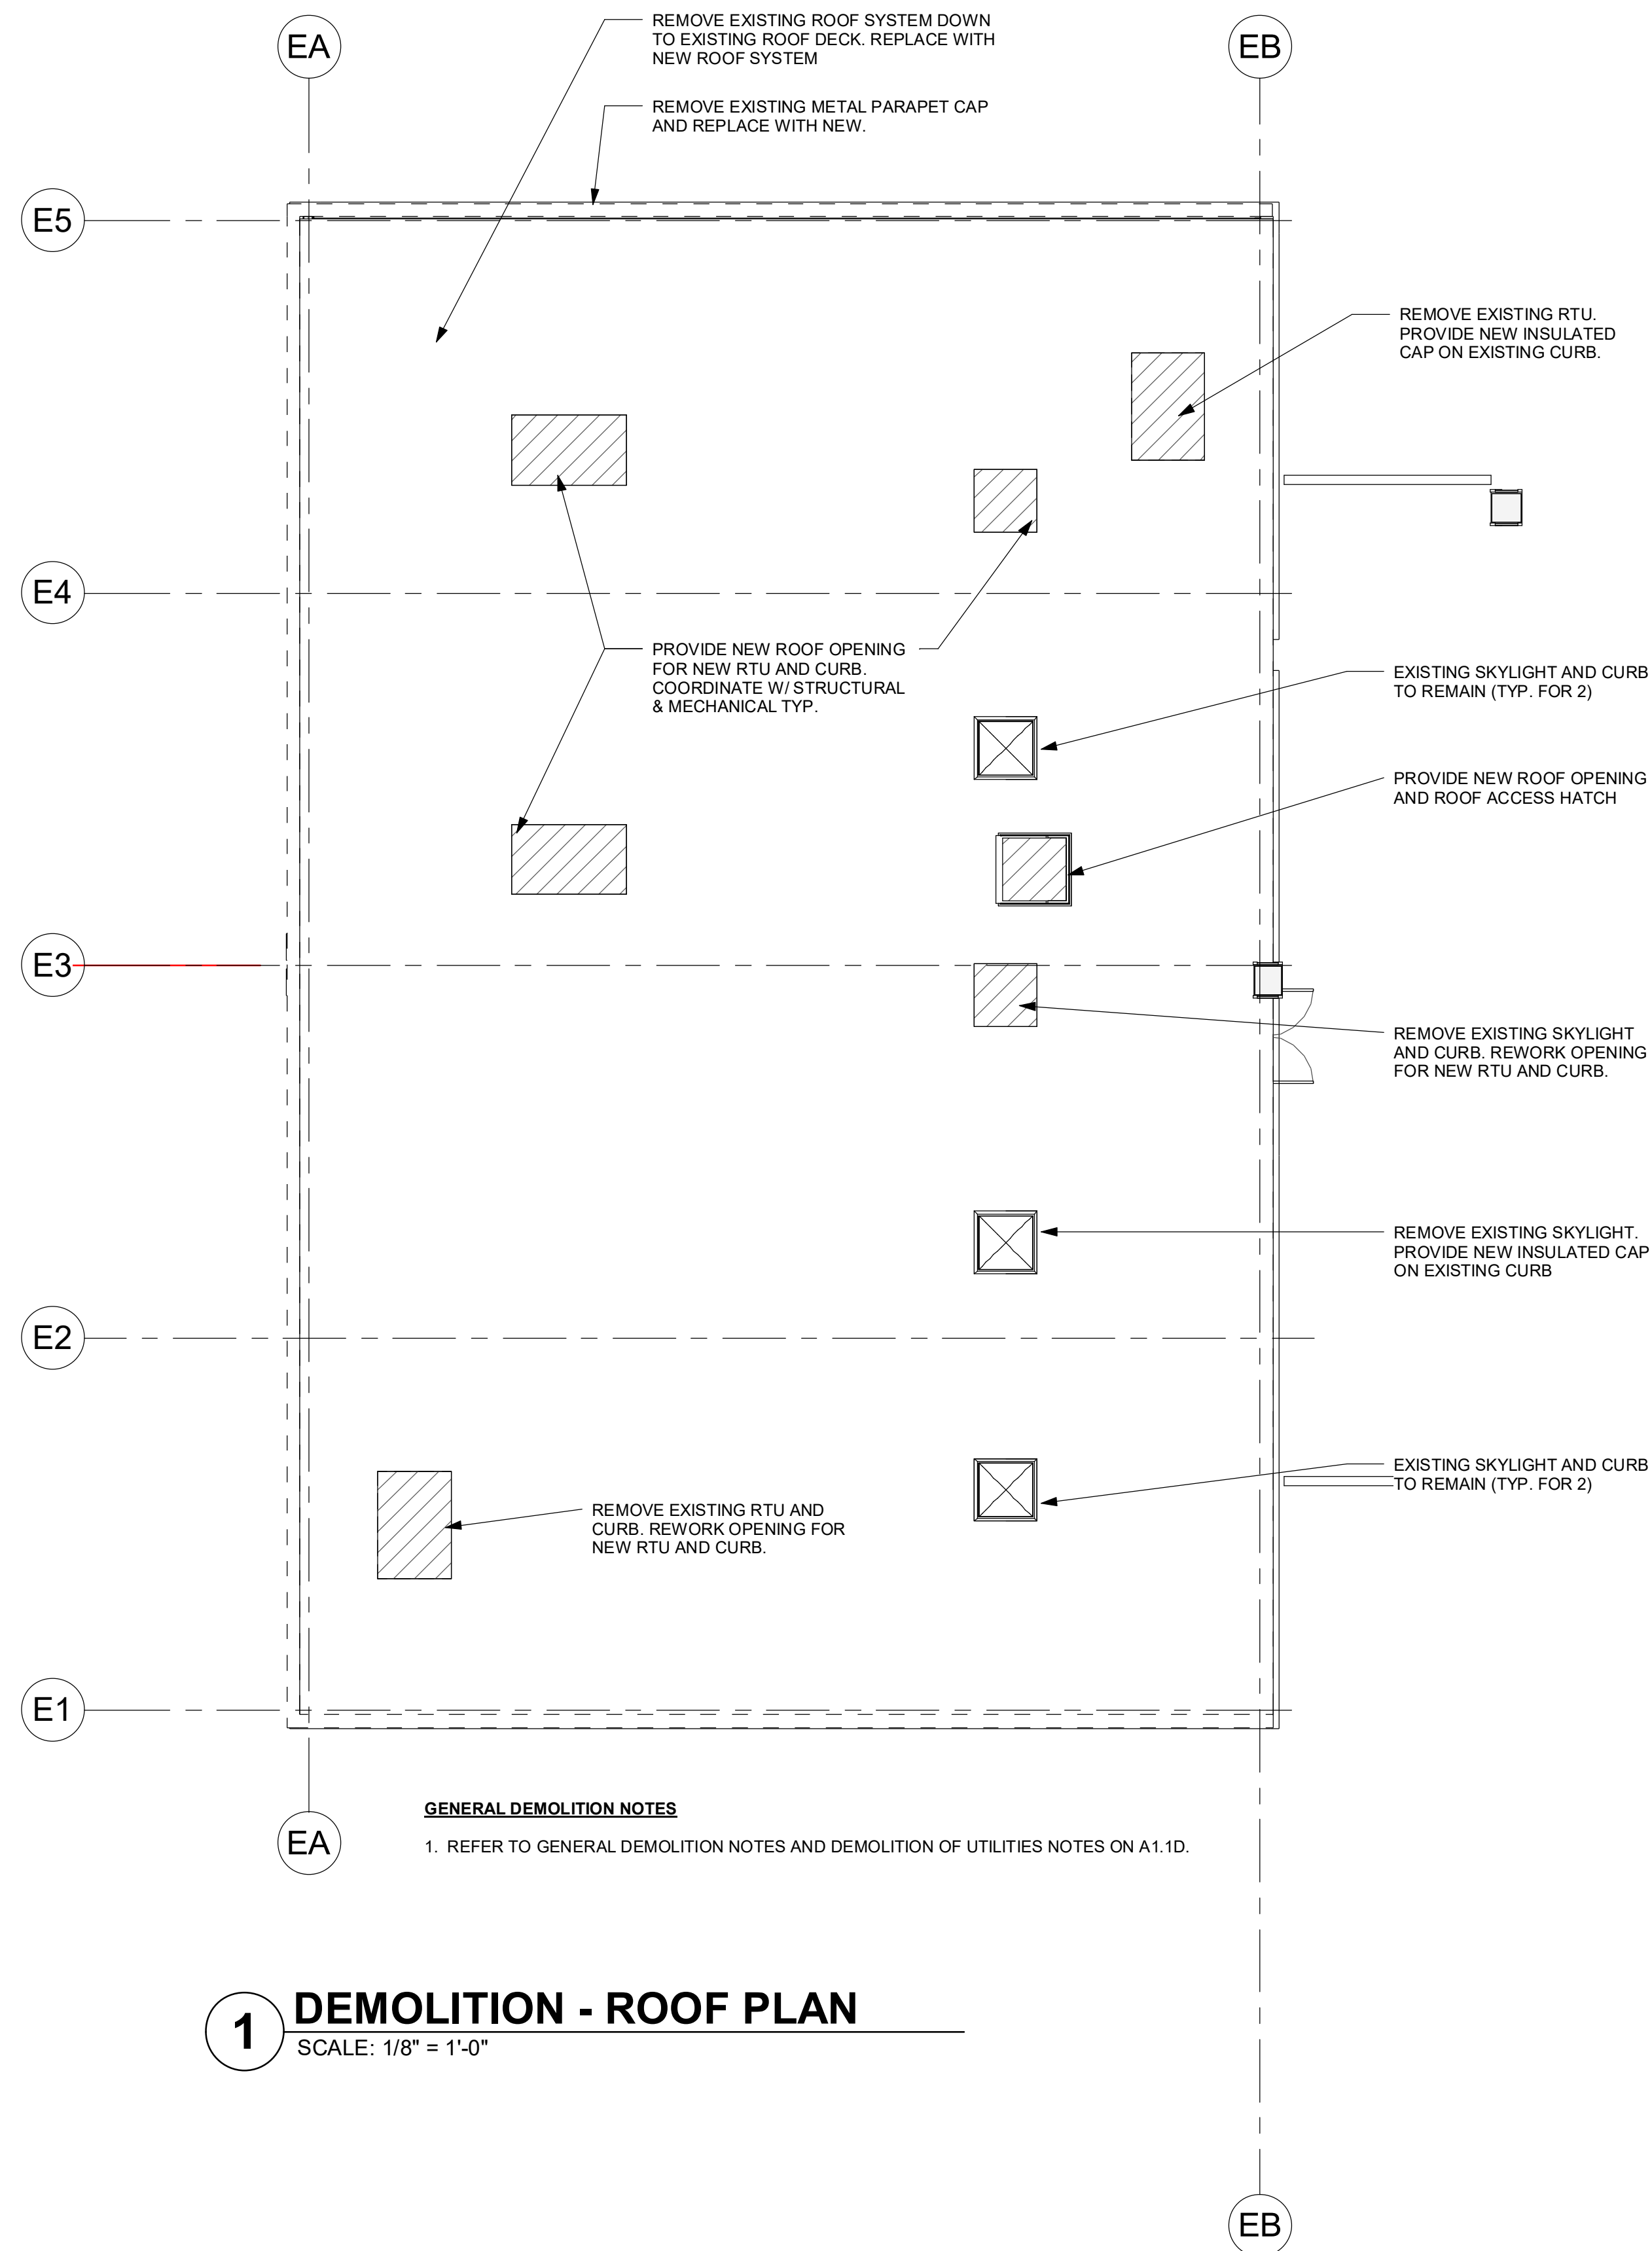 EA
EB
REMOVE EXISTING ROOF SYSTEM DOWN
TO EXISTING ROOF DECK. REPLACE WITH
NEW ROOF SYSTEM
REMOVE EXISTING METAL PARAPET CAP
AND REPLACE WITH NEW.
E5
REMOVE EXISTING RTU.
PROVIDE NEW INSULATED
CAP ON EXISTING CURB.
E4
PROVIDE NEW ROOF OPENING
FOR NEW RTU AND CURB.
COORDINATE W/ STRUCTURAL
& MECHANICAL TYP.
EXISTING SKYLIGHT AND CURB
TO REMAIN (TYP. FOR 2)
PROVIDE NEW ROOF OPENING
AND ROOF ACCESS HATCH
E3
REMOVE EXISTING SKYLIGHT
AND CURB. REWORK OPENING
FOR NEW RTU AND CURB.
REMOVE EXISTING SKYLIGHT.
PROVIDE NEW INSULATED CAP
ON EXISTING CURB
E2
EXISTING SKYLIGHT AND CURB
TO REMAIN (TYP. FOR 2)
REMOVE EXISTING RTU AND
CURB. REWORK OPENING FOR
NEW RTU AND CURB.
E1
EA
GENERAL DEMOLITION NOTES
1. REFER TO GENERAL DEMOLITION NOTES AND DEMOLITION OF UTILITIES NOTES ON A1.1D.
1
DEMOLITION - ROOF PLAN
SCALE: 1/8" = 1'-0"
EB